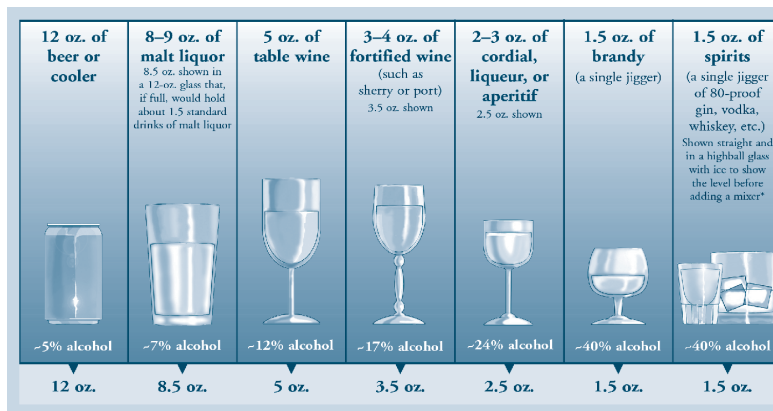 12 oz. of
beer or
cooler
8–9 oz. of
malt liquor
8.5 oz. shown in
a 12-oz. glass that,
if full, would hold
about 1.5 standard
drinks of malt liquor
5 oz. of
table wine
3–4 oz. of
fortified wine
(such as
sherry or port)
3.5 oz. shown
2–3 oz. of
cordial,
liqueur, or
aperitif
2.5 oz. shown
1.5 oz. of
brandy
(a single jigger)
1.5 oz. of
spirits
(a single jigger
of 80-proof
gin, vodka,
whiskey, etc.)
Shown straight and
in a highball glass
with ice to show
the level before
adding a mixer*
~5% alcohol
~7% alcohol
~12% alcohol
~17% alcohol
~24% alcohol
~40% alcohol
~40% alcohol
12 oz.
8.5 oz.
5 oz.
3.5 oz.
2.5 oz.
1.5 oz.
1.5 oz.